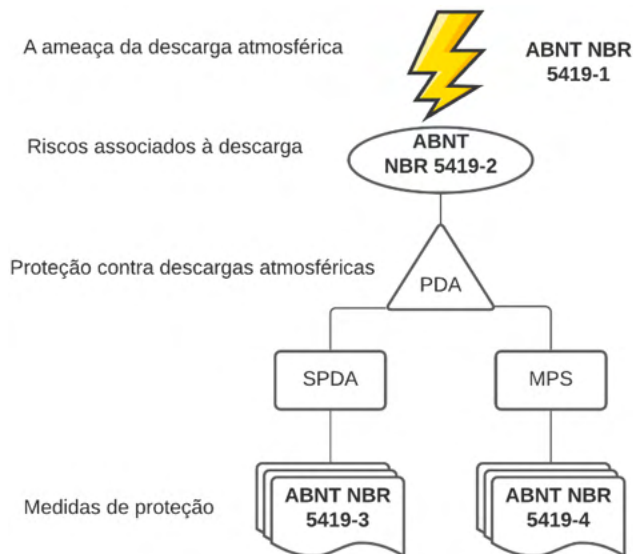 A ameaça da descarga atmosférica
ABNT NBR
5419-1
Riscos associados à descarga
ABNT
NBR 5419-2
Proteção contra descargas atmosféricas
PDA
SPDA
MPS
Medidas de proteção
ABNT NBR
5419-3
ABNT NBR
5419-4